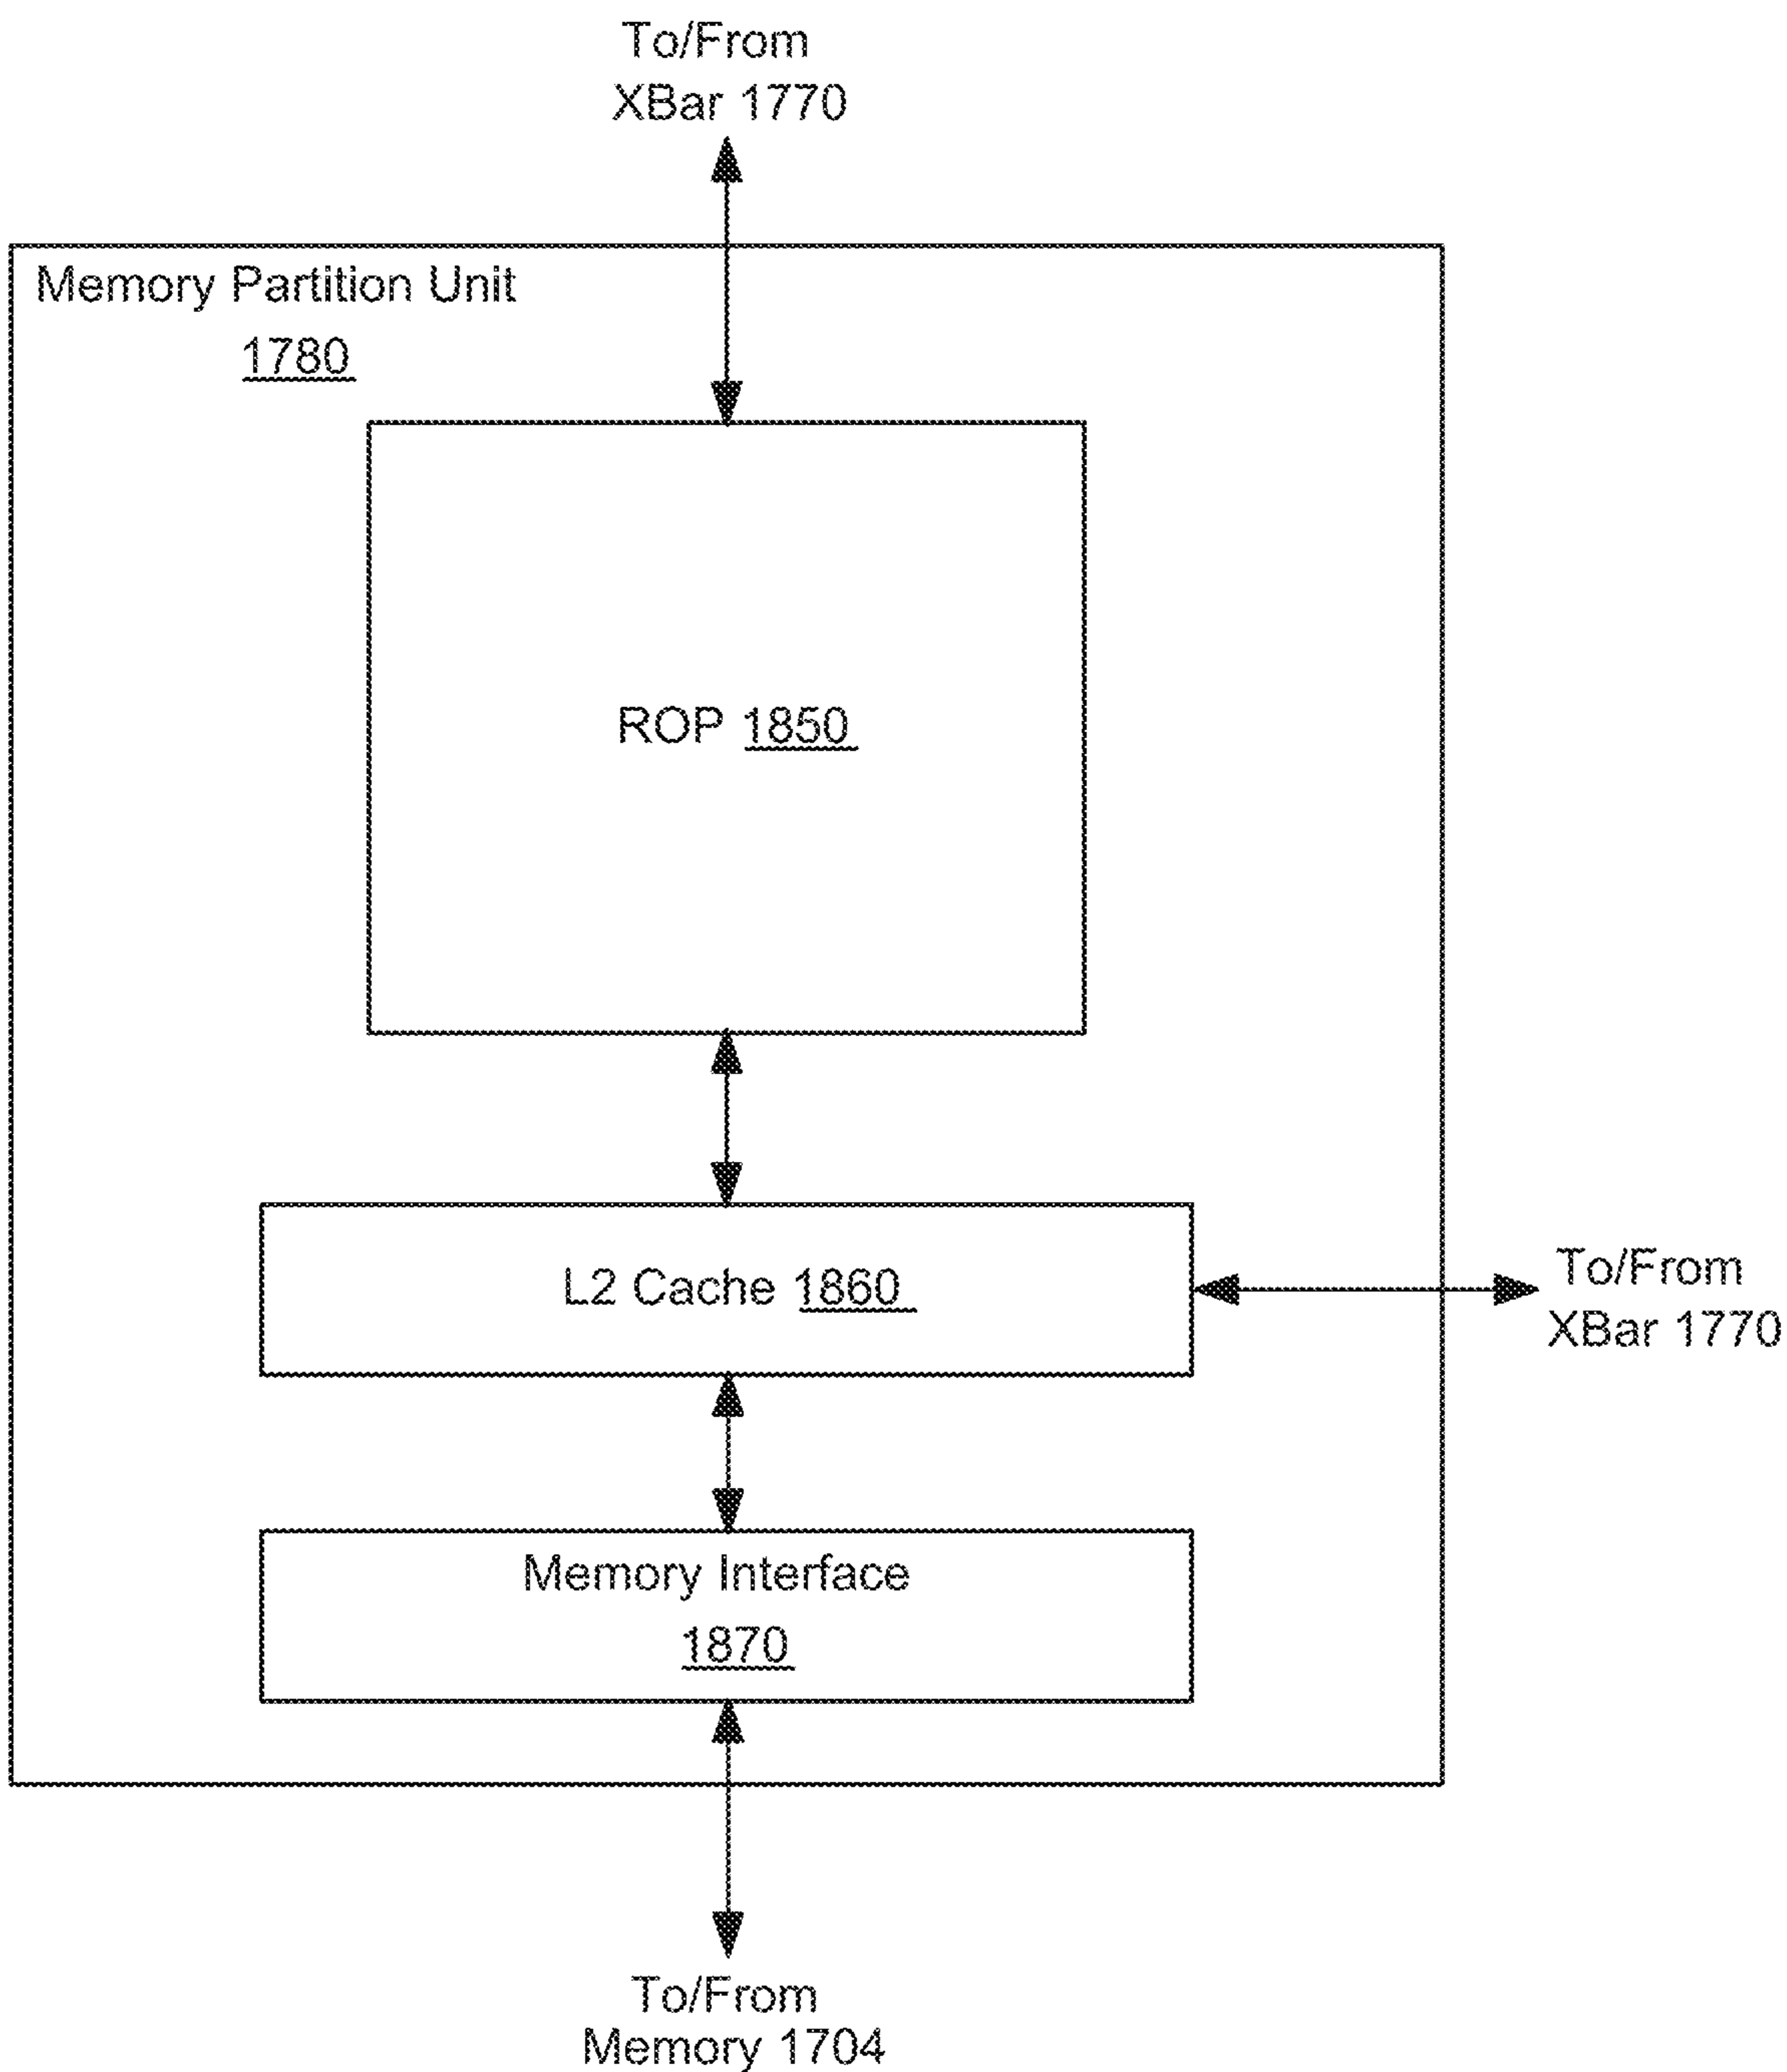 To/From
XBar 1770
Memory Partition Unit
1780
ROP 1850
L2 Cache 1860
To/From
XBar 1770
Memory Interface
1870
To/From
Memory 1704